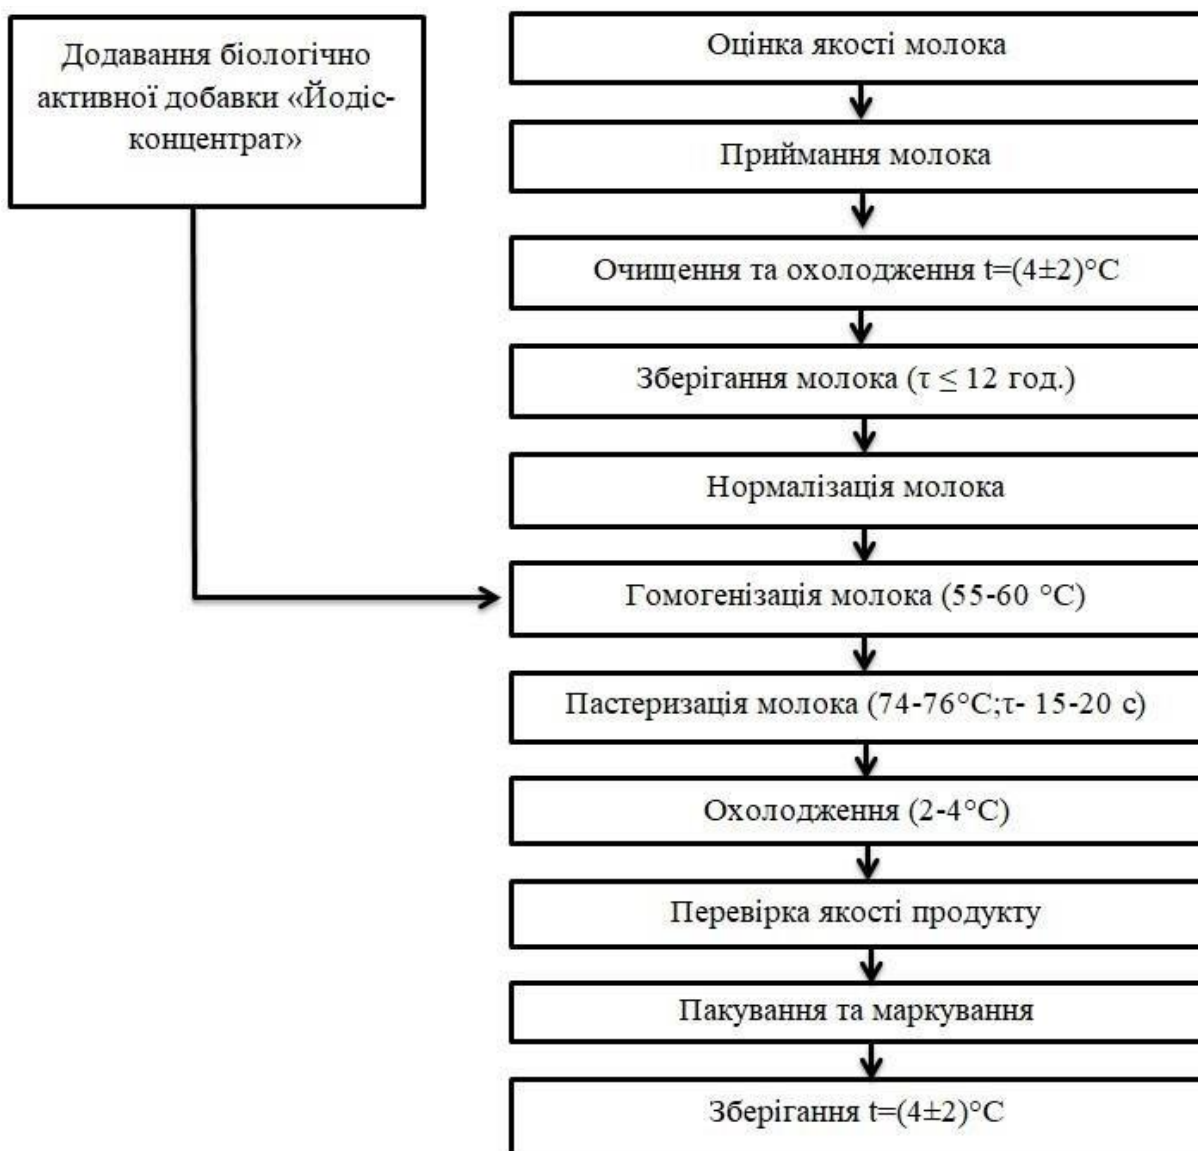 Додавання біологічно
активної добавки «Йодіс-
концентрат»
Оцінка якості молока
Приймання молока
Очищення та охолодження t=(4±2)°C
Зберігання молока (τ ≤ 12 год.)
Нормалізація молока
Гомогенізація молока (55-60 °C)
Пастеризація молока (74-76°C;τ- 15-20 с)
Охолодження (2-4°C)
Перевірка якості продукту
Пакування та маркування
Зберігання t=(4±2)°C